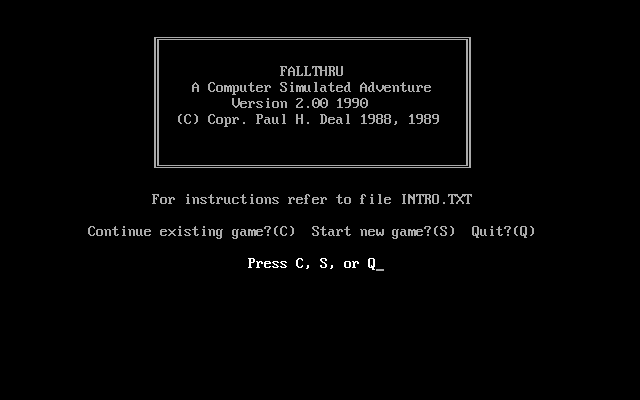 FALLTHRU
A Computer Simulated Adventure
Version 2.00 1990
(C) Copr. Paul H. Deal 1988, 1989
For instructions refer to file INTRO.TXT
Continue existing game?(C)  Start new game?(S)  Quit?(Q)
Press C, S, or Q_